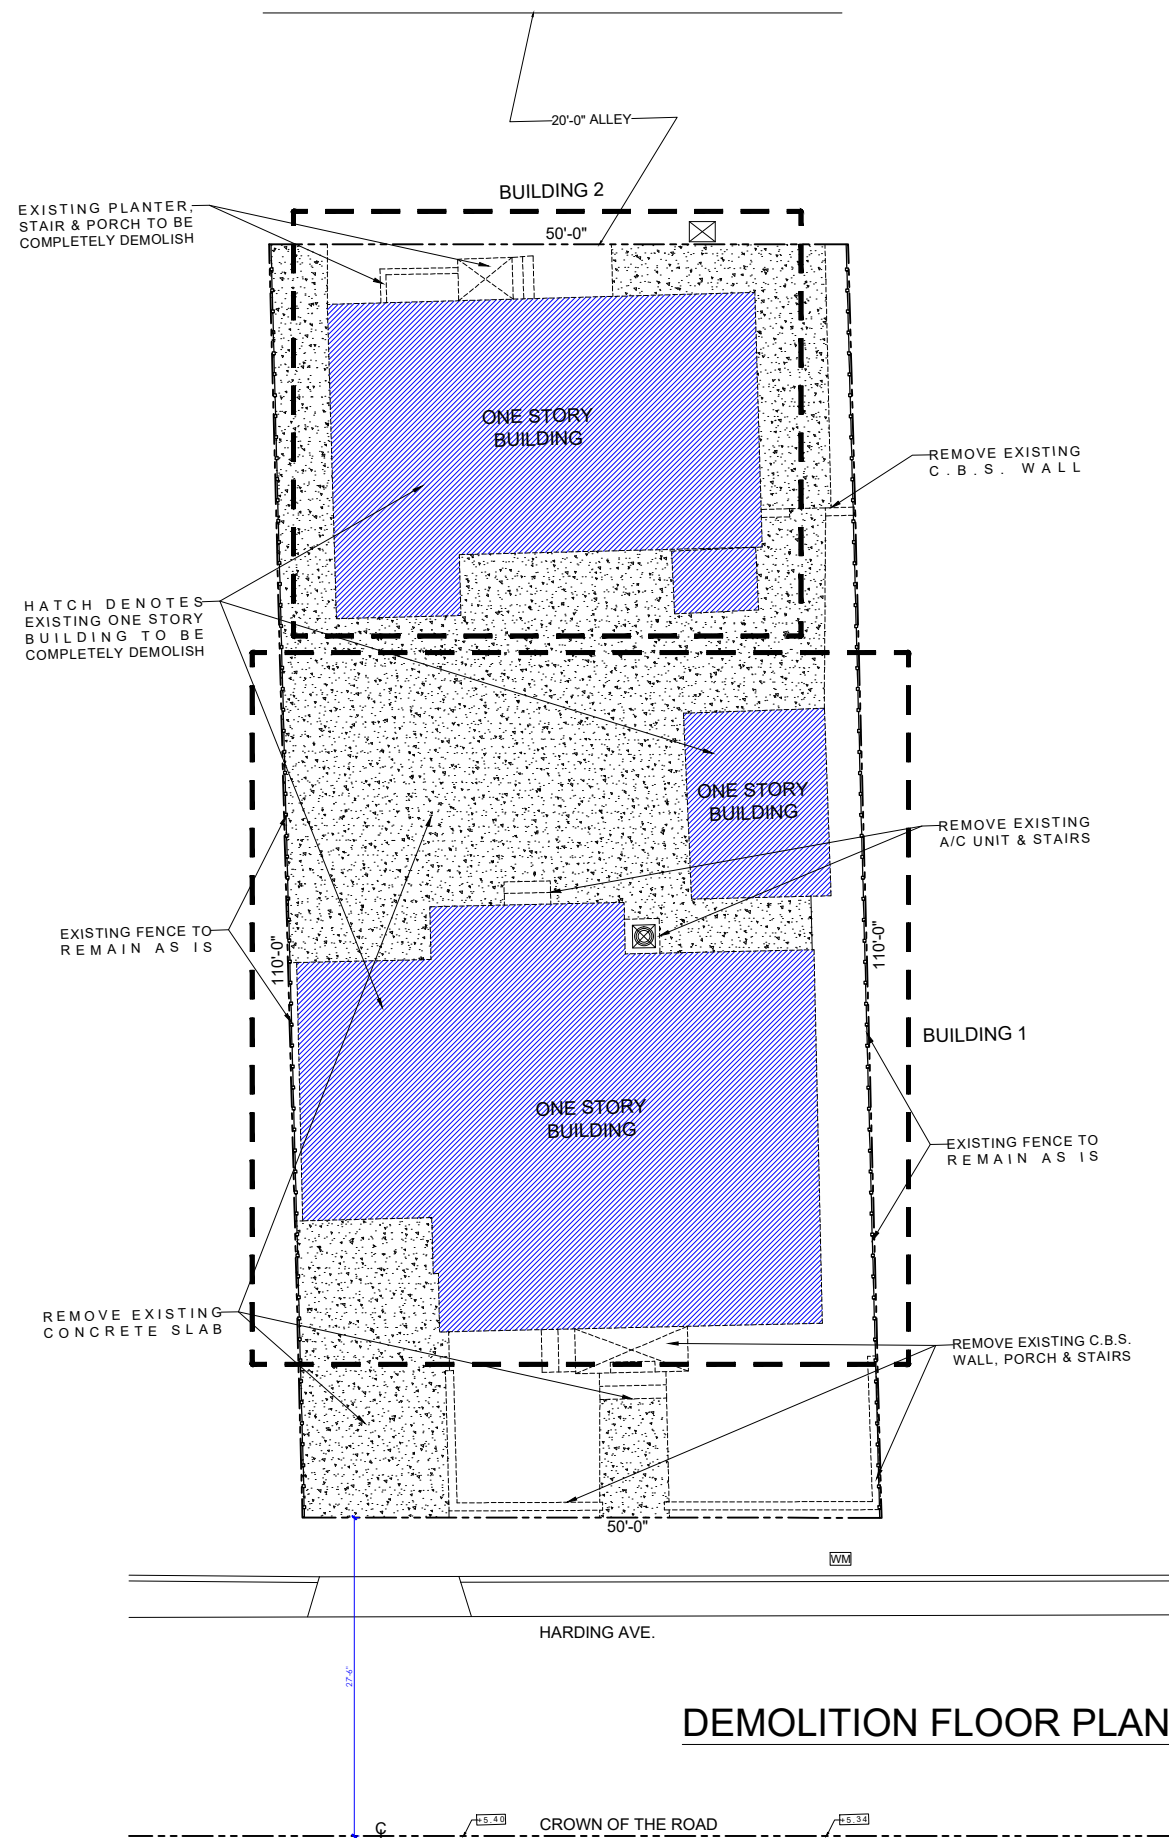 20'-0" ALLEY
BUILDING 2
EXISTING PLANTER,
STAIR & PORCH TO BE
COMPLETELY DEMOLISH
50'-0"
ONE STORY
BUILDING
REMOVE EXISTING
C.B.S. WALL
HATCH DENOTES
EXISTING ONE STORY
BUILDING TO BE
COMPLETELY DEMOLISH
ONE STORY
BUILDING
REMOVE EXISTING
A/C UNIT & STAIRS
EXISTING FENCE TO
REMAIN AS IS
110'-0"
110'-0"
BUILDING 1
ONE STORY
BUILDING
EXISTING FENCE TO
REMAIN AS IS
REMOVE EXISTING
CONCRETE SLAB
REMOVE EXISTING C.B.S.
WALL, PORCH & STAIRS
50'-0"
WM
HARDING AVE.
27'-6"
DEMOLITION FLOOR PLAN
+5.40
CROWN OF THE ROAD
+5.34